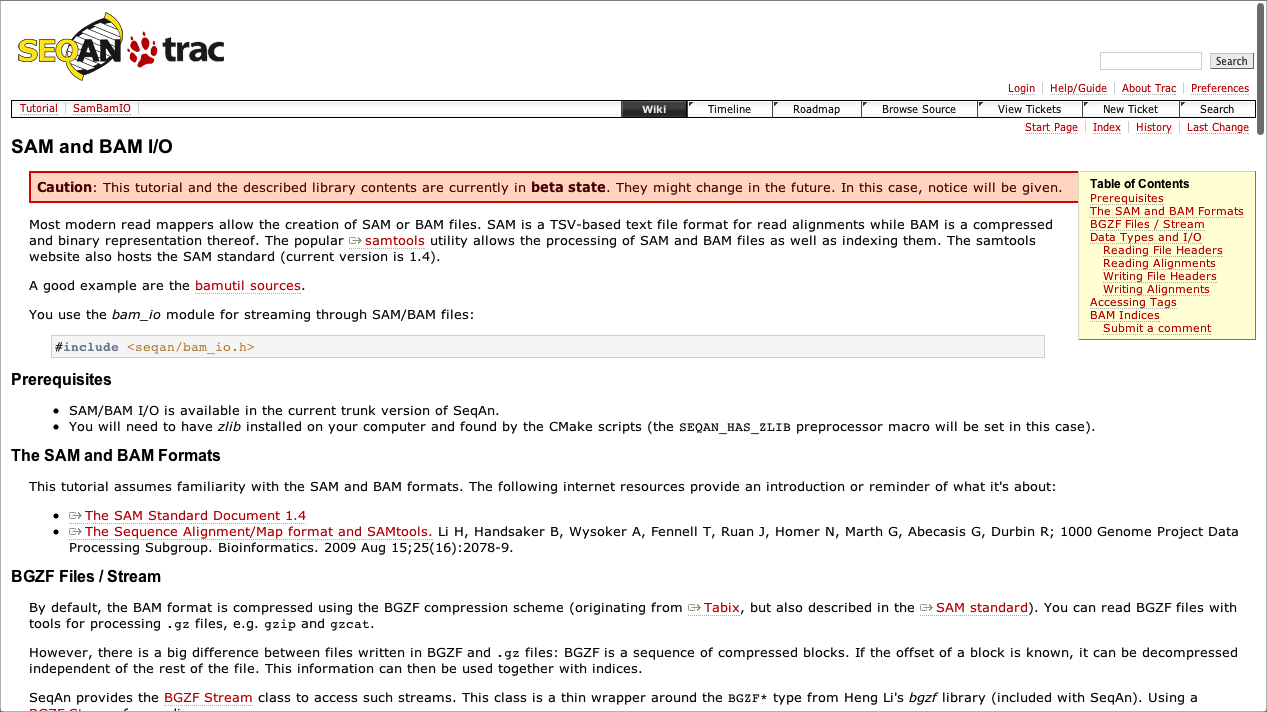 SEQAN trac
Search
Login Help/Guide About Trac Preferences
Tutorial SamBamIO Wiki Timeline Roadmap Browse Source View Tickets New Ticket Search
Start Page Index History Last Change
SAM and BAM I/O
Caution: This tutorial and the described library contents are currently in beta state. They might change in the future. In this case, notice will be given.
Table of Contents
Prerequisites
The SAM and BAM Formats
BGZF Files / Stream
Data Types and I/O
Reading File Headers
Reading Alignments
Writing File Headers
Writing Alignments
Accessing Tags
BAM Indices
Submit a comment
Most modern read mappers allow the creation of SAM or BAM files. SAM is a TSV-based text file format for read alignments while BAM is a compressed
and binary representation thereof. The popular samtools utility allows the processing of SAM and BAM files as well as indexing them. The samtools
website also hosts the SAM standard (current version is 1.4).
A good example are the bamutil sources.
You use the bam_io module for streaming through SAM/BAM files:
#include <seqan/bam_io.h>
Prerequisites
• SAM/BAM I/O is available in the current trunk version of SeqAn.
• You will need to have zlib installed on your computer and found by the CMake scripts (the SEQAN_HAS_ZLIB preprocessor macro will be set in this case).
The SAM and BAM Formats
This tutorial assumes familiarity with the SAM and BAM formats. The following internet resources provide an introduction or reminder of what it's about:
• The SAM Standard Document 1.4
• The Sequence Alignment/Map format and SAMtools. Li H, Handsaker B, Wysoker A, Fennell T, Ruan J, Homer N, Marth G, Abecasis G, Durbin R; 1000 Genome Project Data
Processing Subgroup. Bioinformatics. 2009 Aug 15;25(16):2078-9.
BGZF Files / Stream
By default, the BAM format is compressed using the BGZF compression scheme (originating from Tabix, but also described in the SAM standard). You can read BGZF files with
tools for processing .gz files, e.g. gzip and gzcat.
However, there is a big difference between files written in BGZF and .gz files: BGZF is a sequence of compressed blocks. If the offset of a block is known, it can be decompressed
independent of the rest of the file. This information can then be used together with indices.
SeqAn provides the BGZF Stream class to access such streams. This class is a thin wrapper around the BGZF* type from Heng Li's bgzf library (included with SeqAn). Using a